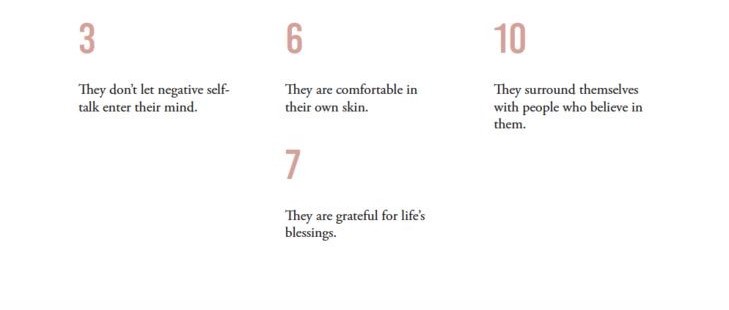 3
They don't let negative self-
talk enter their mind.
6
They are comfortable in
their own skin.
7
They are grateful for life's
blessings.
10
They surround themselves
with people who believe in
them.